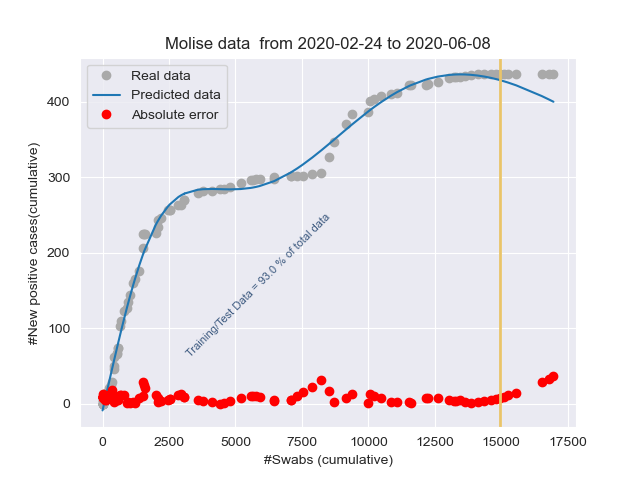 Molise data  from 2020-02-24 to 2020-06-08
Real data
Predicted data
Absolute error
#New positive cases(cumulative)
400
300
200
100
0
Training/Test Data = 93.0 % of total data
0
2500
5000
7500
10000
12500
15000
17500
#Swabs (cumulative)